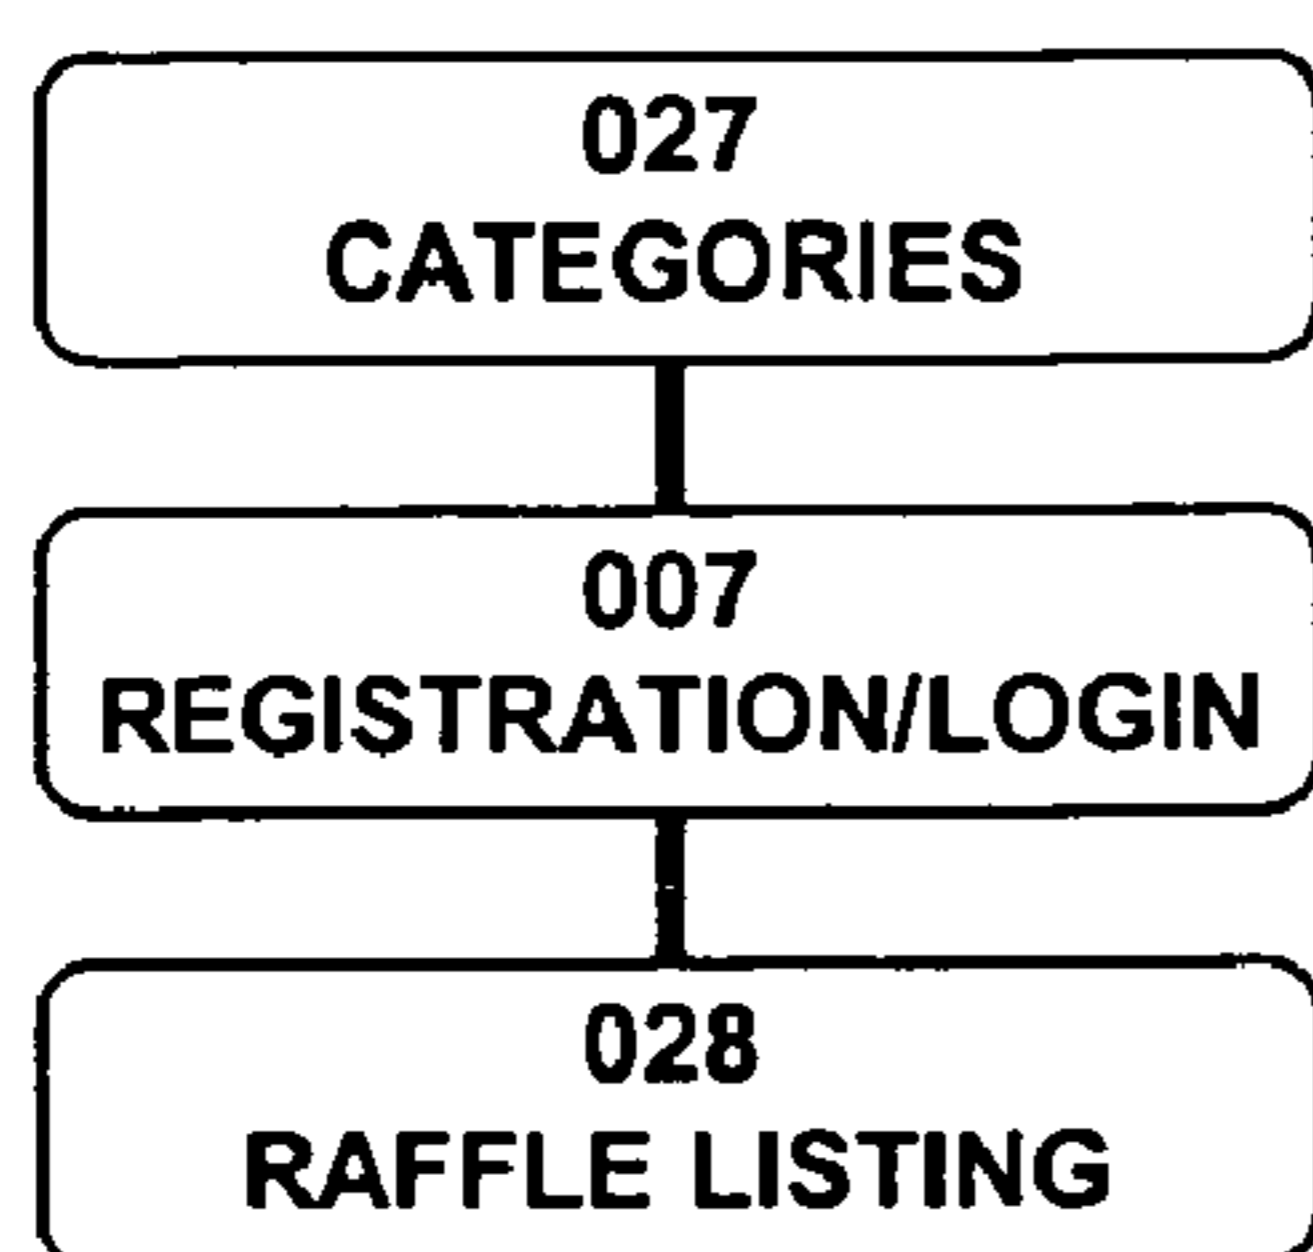 027
CATEGORIES
007
REGISTRATION/LOGIN
028
RAFFLE LISTING